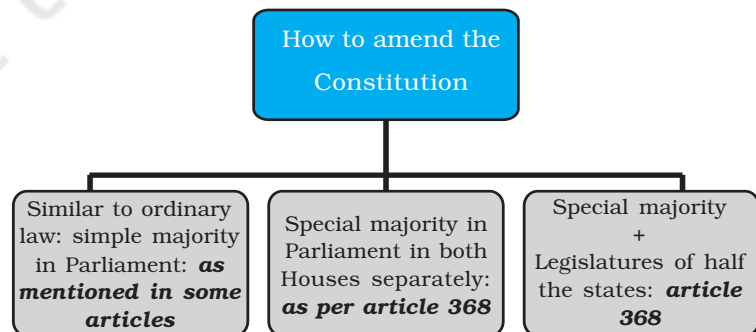 How to amend the
Constitution
Similar to ordinary
law: simple majority
in Parliament: as
mentioned in some
articles
Special majority in
Parliament in both
Houses separately:
as per article 368
Special majority
+
Legislatures of half
the states: article
368